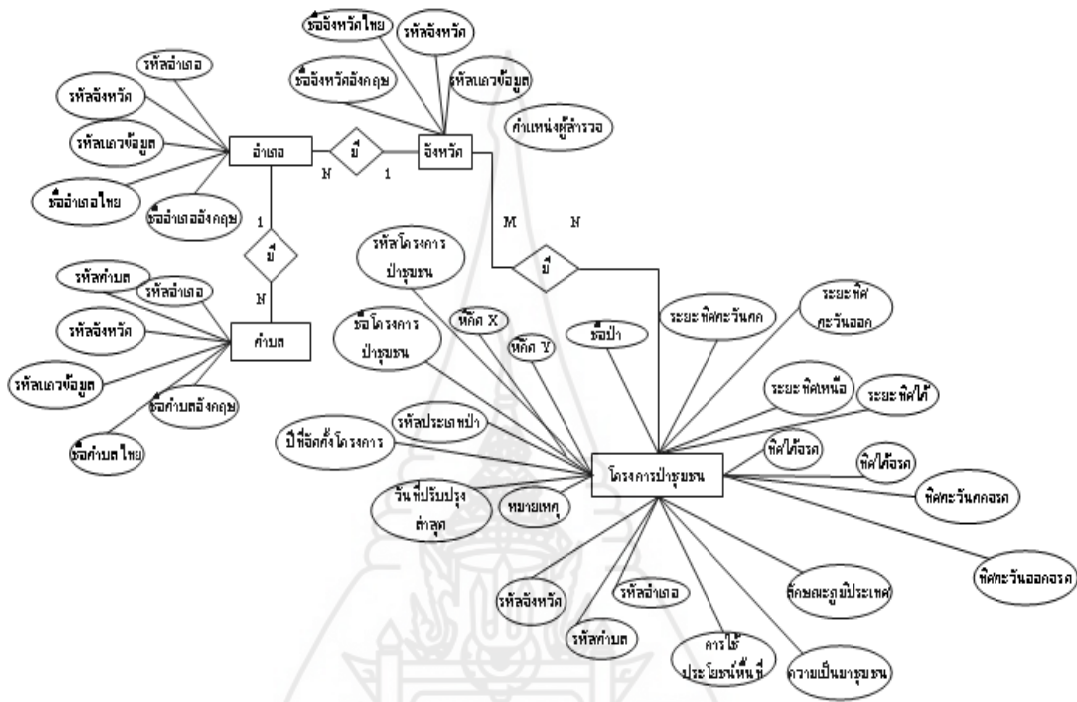 ชื่อจังหวัดไทย
รหัสจังหวัด
รหัสอำเภอ
ชื่อจังหวัดอังกฤษ
รหัสแถวข้อมูล
รหัสจังหวัด
ตำแหน่งผู้สำรวจ
รหัสแถวข้อมูล
อำเภอ
มี
จังหวัด
N
1
ชื่ออำเภอไทย
ชื่ออำเภออังกฤษ
1
M
N
มี
รหัสโครงการ
ป่าชุมชน
มี
รหัสตำบล
รหัสอำเภอ
N
รหัสจังหวัด
ตำบล
พิกัด X
พิกัด Y
ชื่อป่า
ระยะทิศตะวันตก
ระยะทิศ
ตะวันออก
ชื่อโครงการ
ป่าชุมชน
รหัสแถวข้อมูล
ชื่อตำบลอังกฤษ
ระยะทิศเหนือ
ระยะทิศใต้
ชื่อตำบลไทย
ปีที่จัดตั้งโครงการ
รหัสประเภทป่า
ทิศใต้จรด
ทิศใต้จรด
โครงการป่าชุมชน
วันที่ปรับปรุง
ล่าสุด
หมายเหตุ
ทิศตะวันตกจรด
ทิศตะวันออกจรด
รหัสจังหวัด
รหัสอำเภอ
ลักษณะภูมิประเทศ
รหัสตำบล
การใช้
ประโยชน์พื้นที่
ความเป็นมาชุมชน